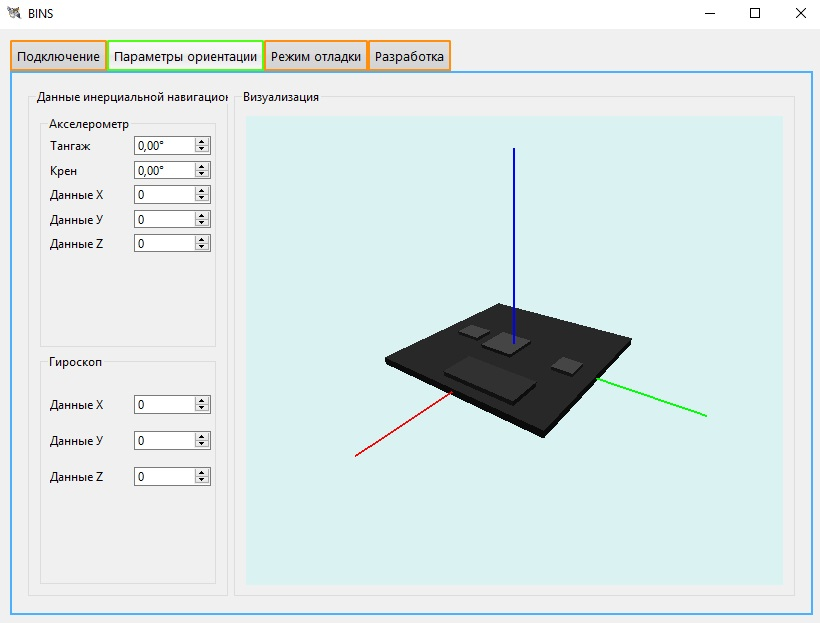 BINS
Подключение Параметры ориентации Режим отладки Разработка
Данные инерциальной навигацион
Визуализация
Акселерометр
Тангаж 0,00°
Крен 0,00°
Данные X 0
Данные У 0
Данные Z 0
Гироскоп
Данные X 0
Данные У 0
Данные Z 0